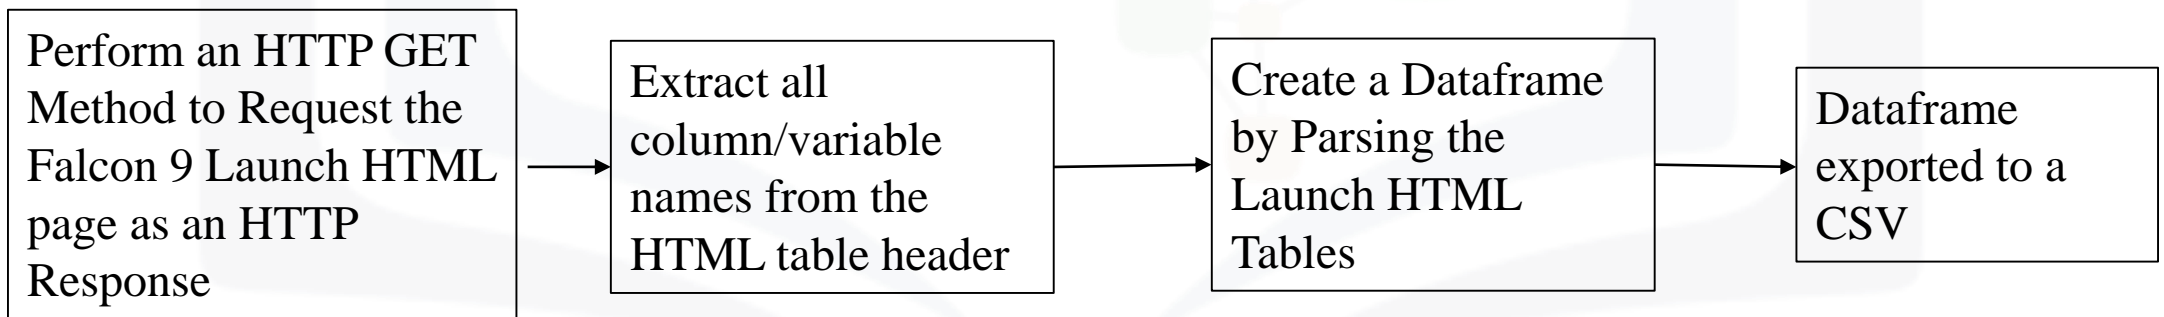 Perform an HTTP GET
Method to Request the
Falcon 9 Launch HTML
page as an HTTP
Response
Extract all
column/variable
names from the
HTML table header
Create a Dataframe
by Parsing the
Launch HTML
Tables
Dataframe
exported to a
CSV